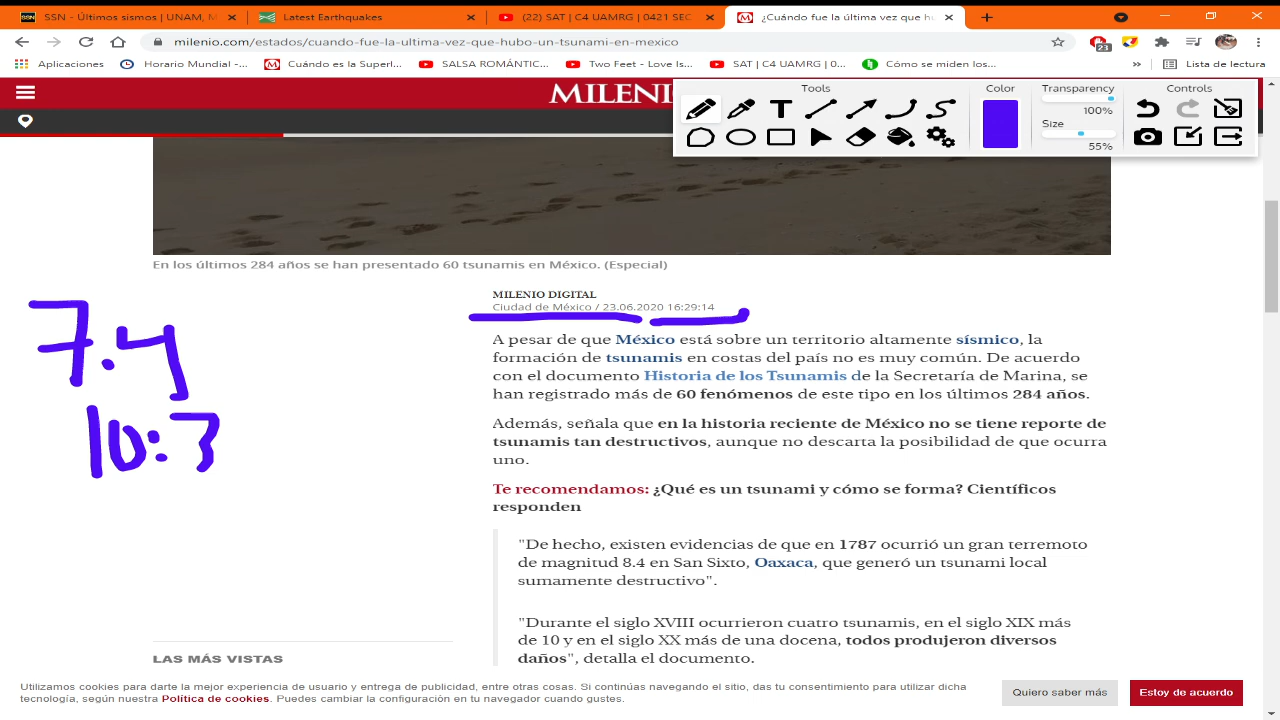 SSN - Últimos sismos | UNAM, M
Latest Earthquakes
(22) SAT | C4 UAMRG | 0421 SEC
¿Cuándo fue la última vez que hu
milenio.com/estados/cuando-fue-la-ultima-vez-que-hubo-un-tsunami-en-mexico
23
Aplicaciones
Horario Mundial -...
Cuándo es la Superl...
SALSA ROMÁNTIC...
Two Feet - Love Is...
SAT | C4 UAMRG | 0...
Cómo se miden los...
»
Lista de lectura
MILENIO
Tools
Color
Transparency
100%
Size
55%
Controls
T
En los últimos 284 años se han presentado 60 tsunamis en México. (Especial)
MILENIO DIGITAL
Ciudad de México / 23.06.2020 16:29:14
7.4
10:3
A pesar de que México está sobre un territorio altamente sísmico, la
formación de tsunamis en costas del país no es muy común. De acuerdo
con el documento Historia de los Tsunamis de la Secretaría de Marina, se
han registrado más de 60 fenómenos de este tipo en los últimos 284 años.
Además, señala que en la historia reciente de México no se tiene reporte de
tsunamis tan destructivos, aunque no descarta la posibilidad de que ocurra
uno.
Te recomendamos: ¿Qué es un tsunami y cómo se forma? Científicos
responden
"De hecho, existen evidencias de que en 1787 ocurrió un gran terremoto
de magnitud 8.4 en San Sixto, Oaxaca, que generó un tsunami local
sumamente destructivo".
"Durante el siglo XVIII ocurrieron cuatro tsunamis, en el siglo XIX más
de 10 y en el siglo XX más de una docena, todos produjeron diversos
daños", detalla el documento.
LAS MÁS VISTAS
Utilizamos cookies para darte la mejor experiencia de usuario y entrega de publicidad, entre otras cosas. Si continúas navegando el sitio, das tu consentimiento para utilizar dicha
tecnología, según nuestra Política de cookies. Puedes cambiar la configuración en tu navegador cuando gustes.
Quiero saber más
Estoy de acuerdo